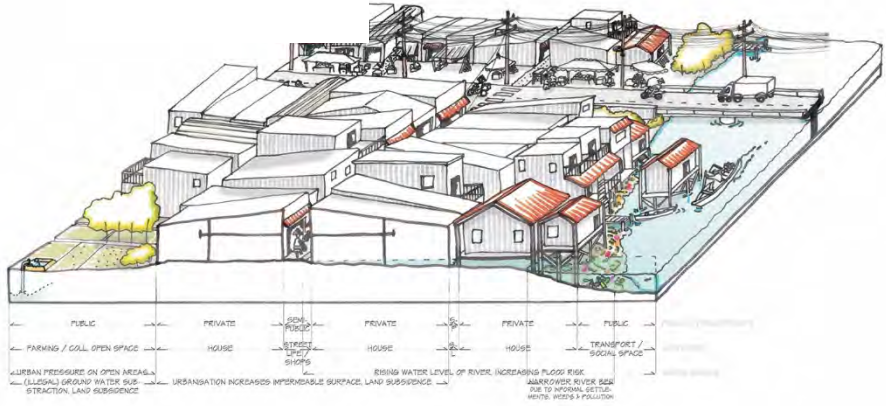 PUBLIC
PRIVATE
SEMI-
PUBLIC
PRIVATE
PRIVATE
PUBLIC
FARMING / COLL. OPEN SPACE
HOUSE
STREET
LIFE /
SHOPS
HOUSE
HOUSE
TRANSPORT /
SOCIAL SPACE
URBAN PRESSURE ON OPEN AREAS
(ILLEGAL) GROUND WATER SUB-
STRACTION, LAND SUBSIDENCE
URBANISATION INCREASES IMPERMEABLE SURFACE, LAND SUBSIDENCE
RISING WATER LEVEL OF RIVER, INCREASING FLOOD RISK
NARROWER RIVER BED
DUE TO INFORMAL SETTLE-
MENTS, WEEDS & POLLUTION